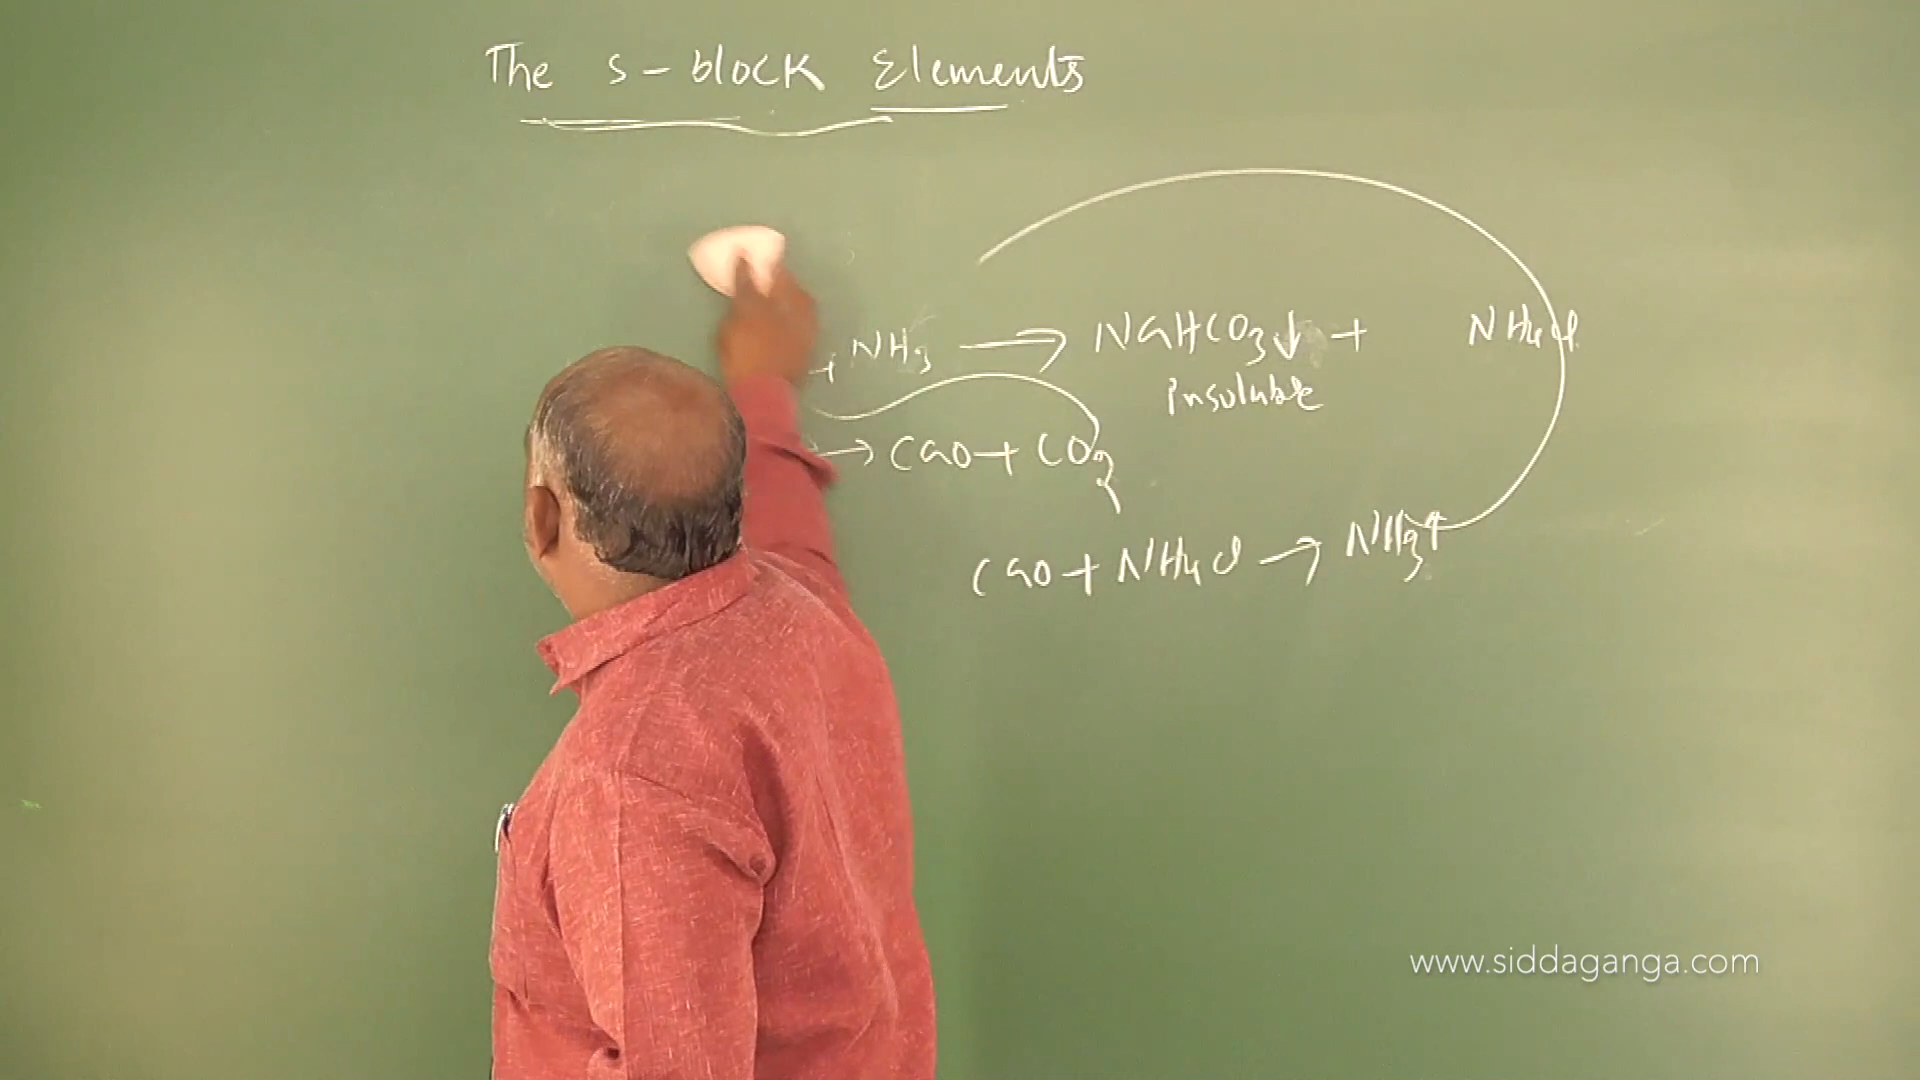 The s-block Elements
+ NH3 → NaHCO3↓ + NH4Cl
insoluble
→ CaO + CO2
CaO + NH4Cl → NH3↑
www.siddaganga.com